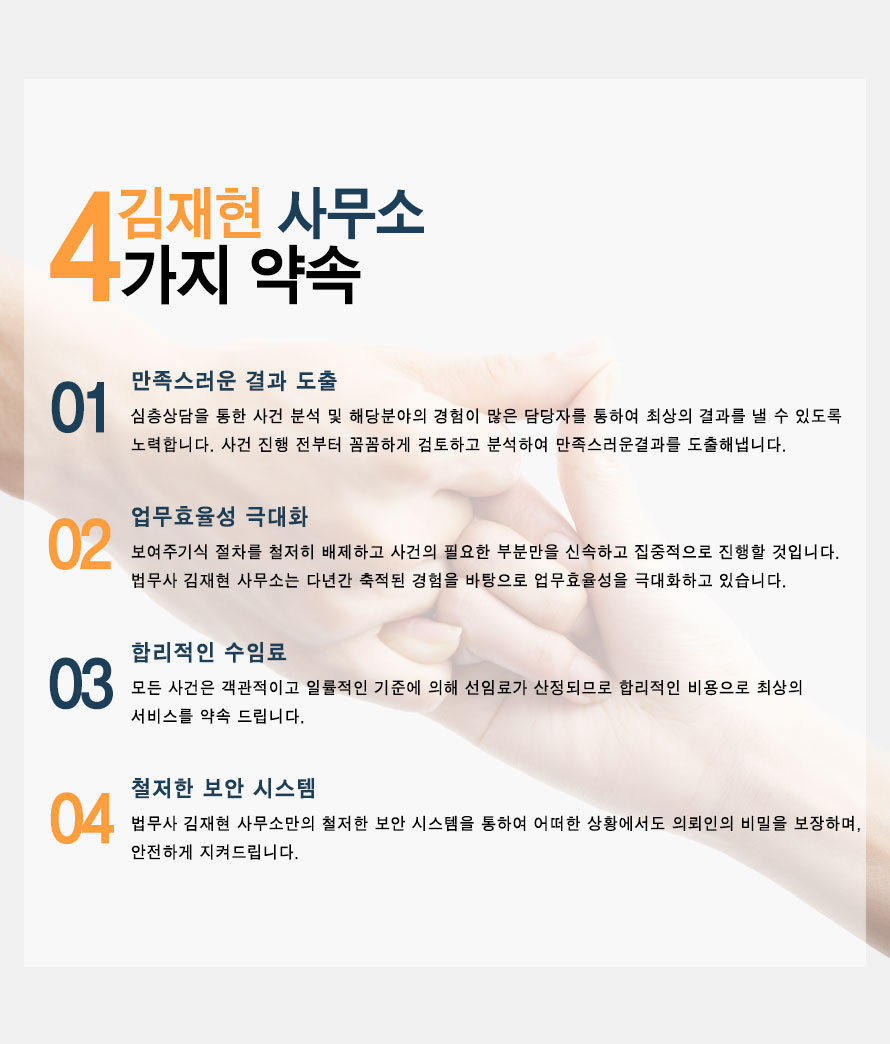 김재현 사무소
4가지 약속
01 만족스러운 결과 도출
심층상담을 통한 사건 분석 및 해당분야의 경험이 많은 담당자를 통하여 최상의 결과를 낼 수 있도록
노력합니다. 사건 진행 전부터 꼼꼼하게 검토하고 분석하여 만족스러운결과를 도출해냅니다.
02 업무효율성 극대화
보여주기식 절차를 철저히 배제하고 사건의 필요한 부분만을 신속하고 집중적으로 진행할 것입니다.
법무사 김재현 사무소는 다년간 축적된 경험을 바탕으로 업무효율성을 극대화하고 있습니다.
03 합리적인 수임료
모든 사건은 객관적이고 일률적인 기준에 의해 선임료가 산정되므로 합리적인 비용으로 최상의
서비스를 약속 드립니다.
04 철저한 보안 시스템
법무사 김재현 사무소만의 철저한 보안 시스템을 통하여 어떠한 상황에서도 의뢰인의 비밀을 보장하며,
안전하게 지켜드립니다.